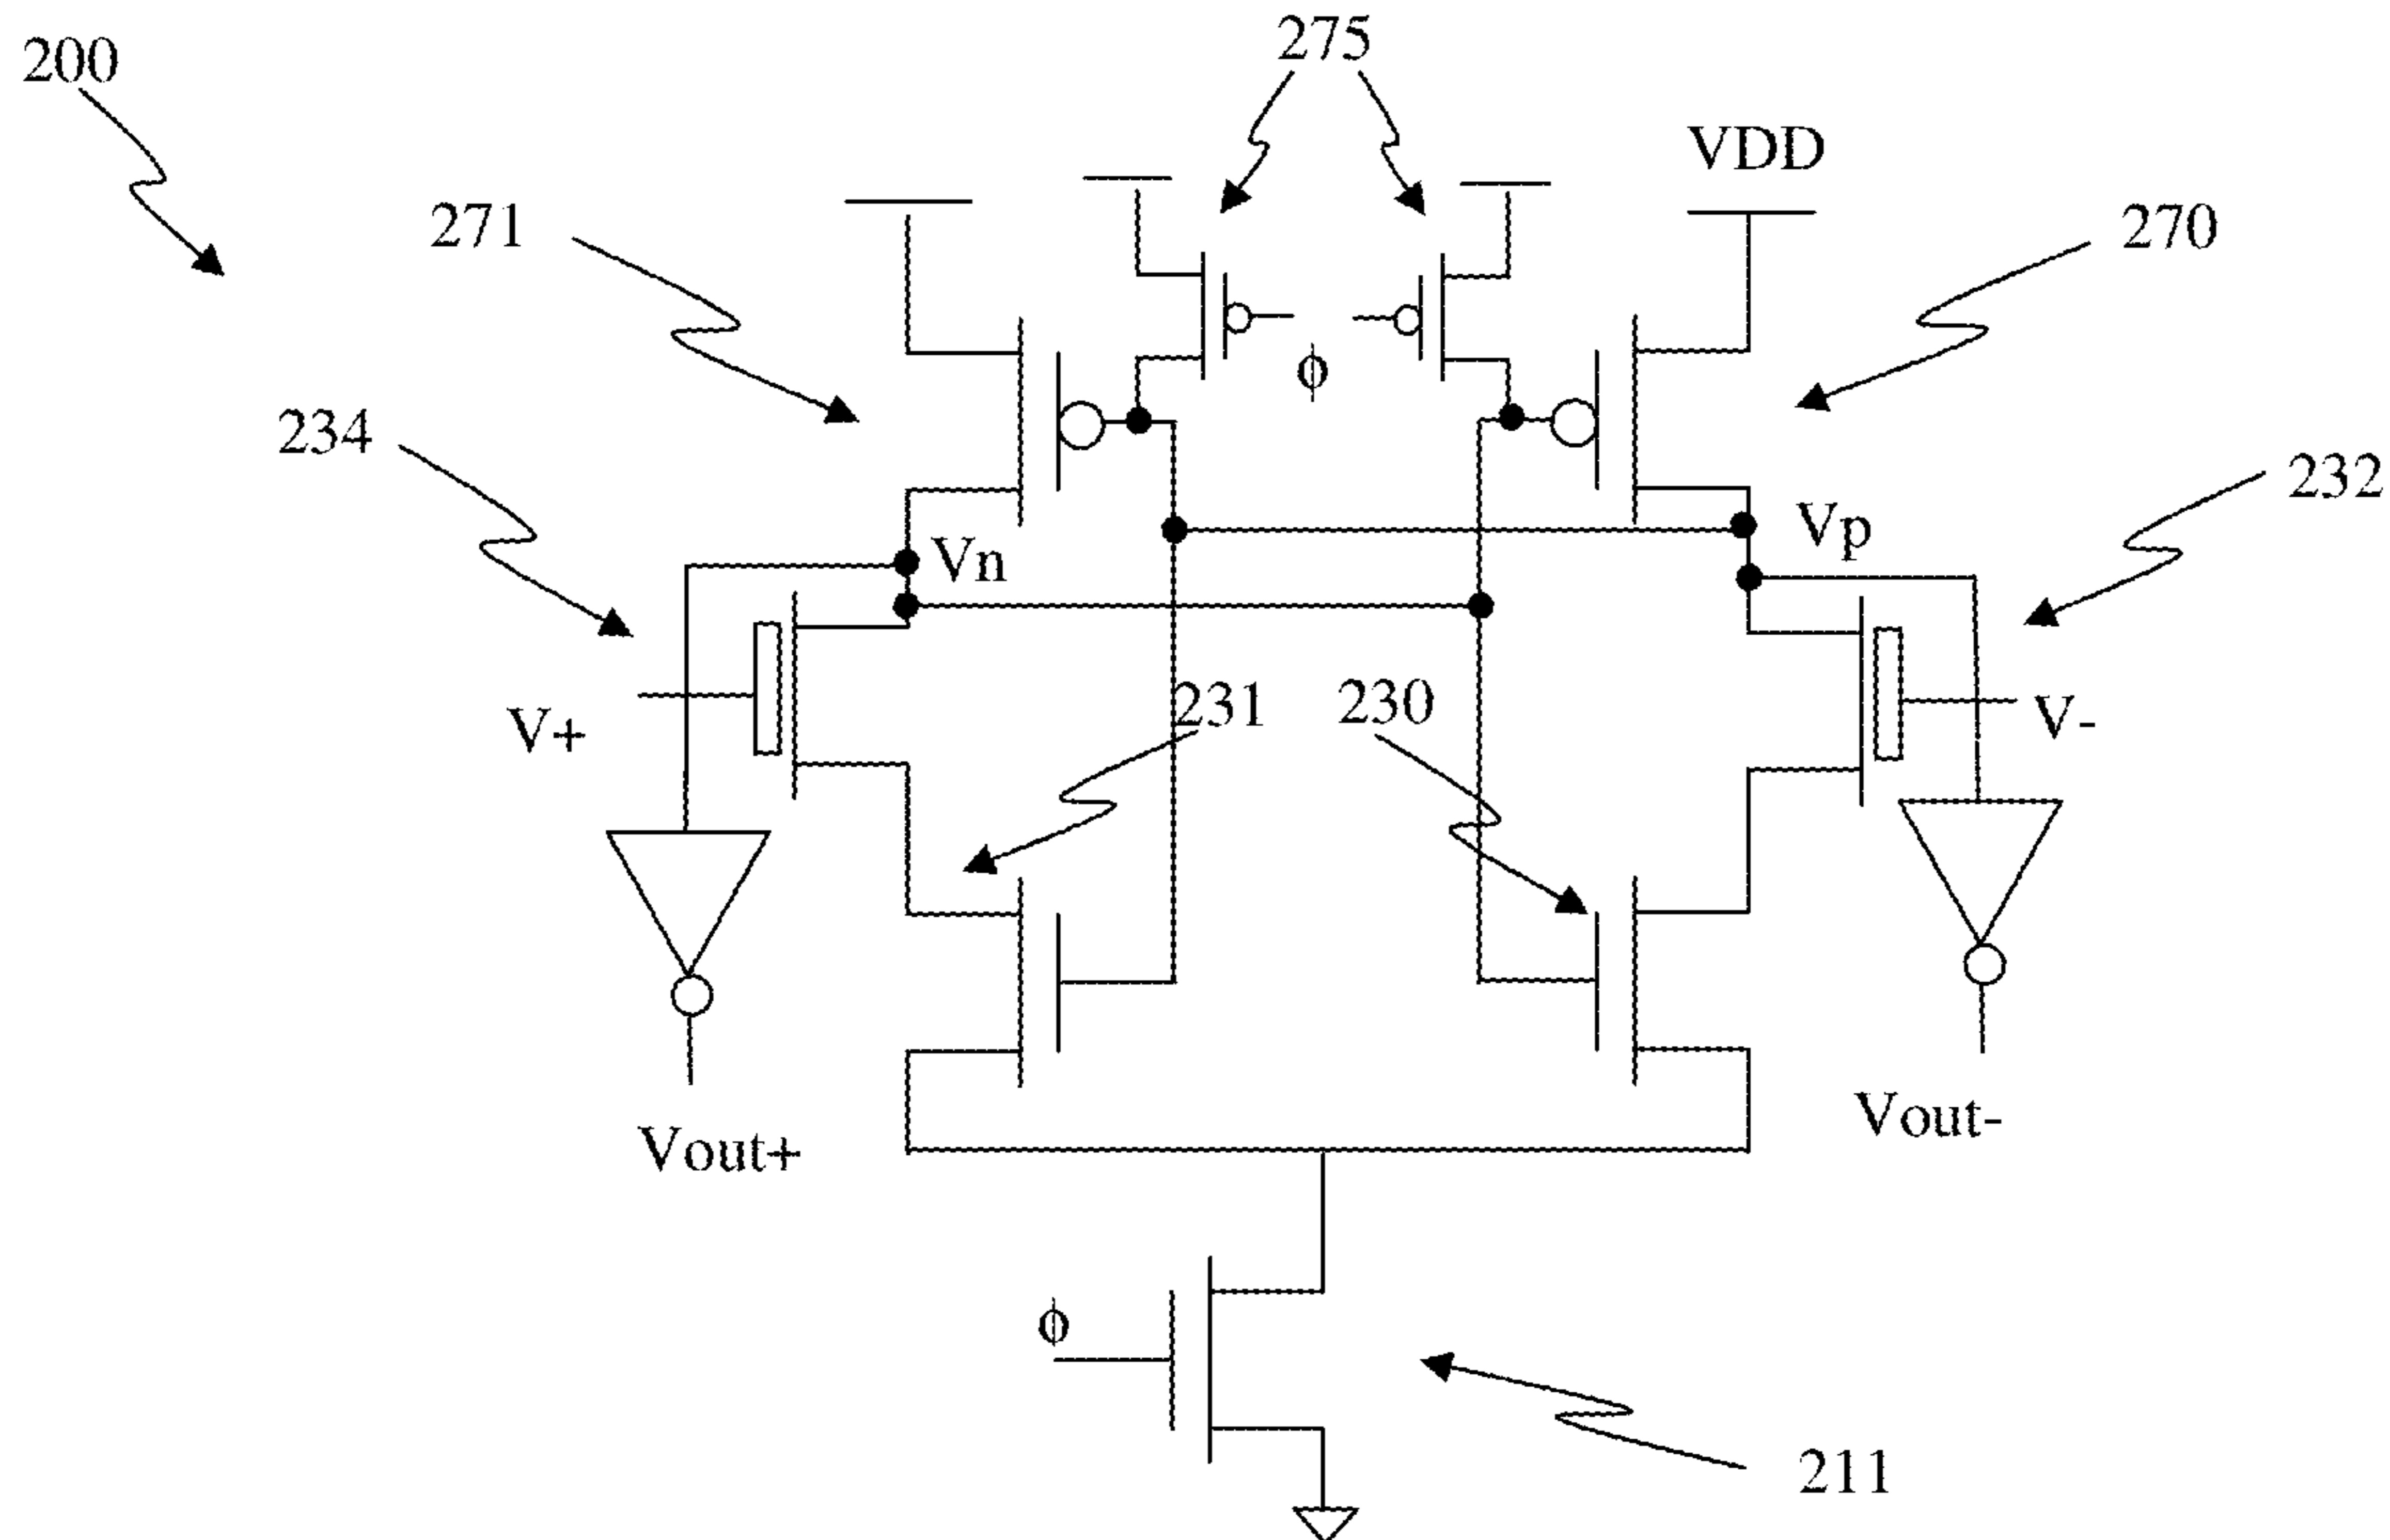 200
275
VDD
271
270
234
ϕ
232
Vn
Vp
V+
231
230
V-
Vout+
Vout-
ϕ
211